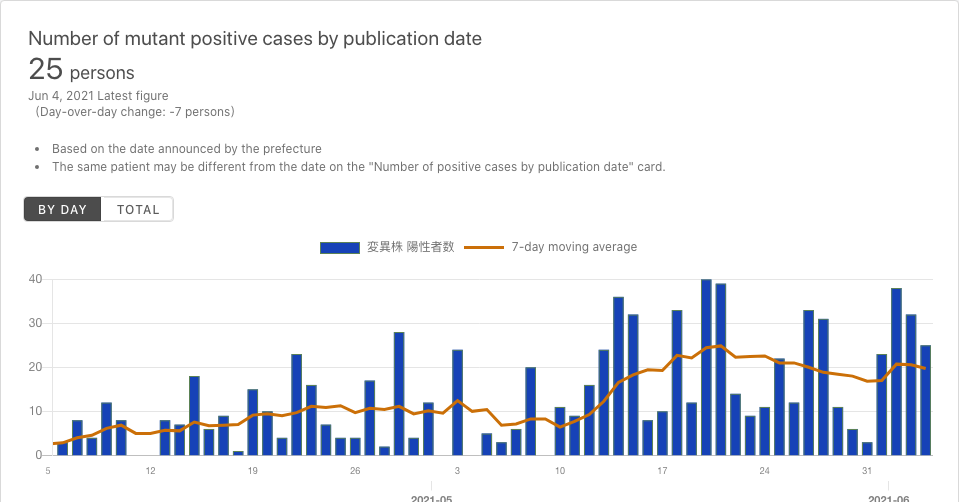 Number of mutant positive cases by publication date
25 persons
Jun 4, 2021 Latest figure
(Day-over-day change: -7 persons)
• Based on the date announced by the prefecture
• The same patient may be different from the date on the "Number of positive cases by publication date" card.
BY DAY TOTAL
変異株 陽性者数 7-day moving average
40
30
20
10
0
5 12 19 26 3 10 17 24 31
2021-05 2021-06